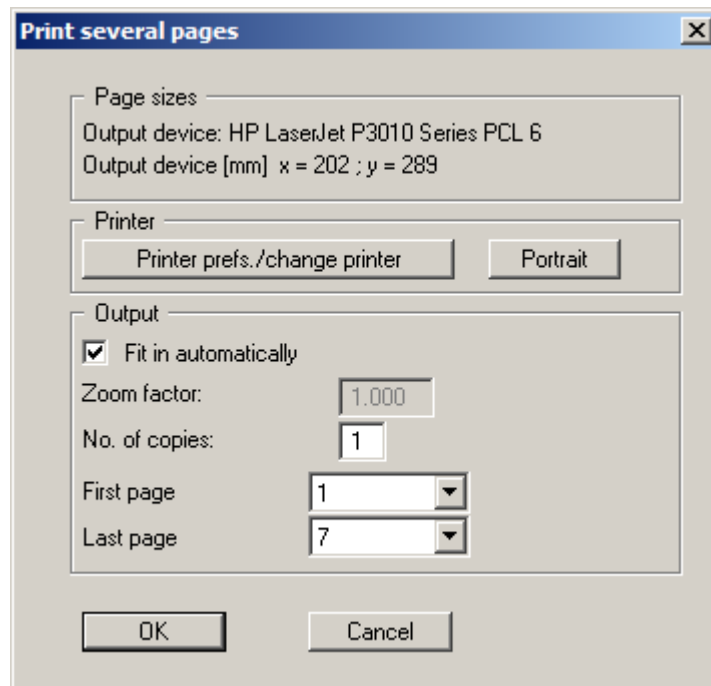 Print several pages
Page sizes
Output device: HP LaserJet P3010 Series PCL 6
Output device [mm] x = 202 ; y = 289
Printer
Printer prefs./change printer Portrait
Output
Fit in automatically
Zoom factor: 1.000
No. of copies: 1
First page 1
Last page 7
OK Cancel